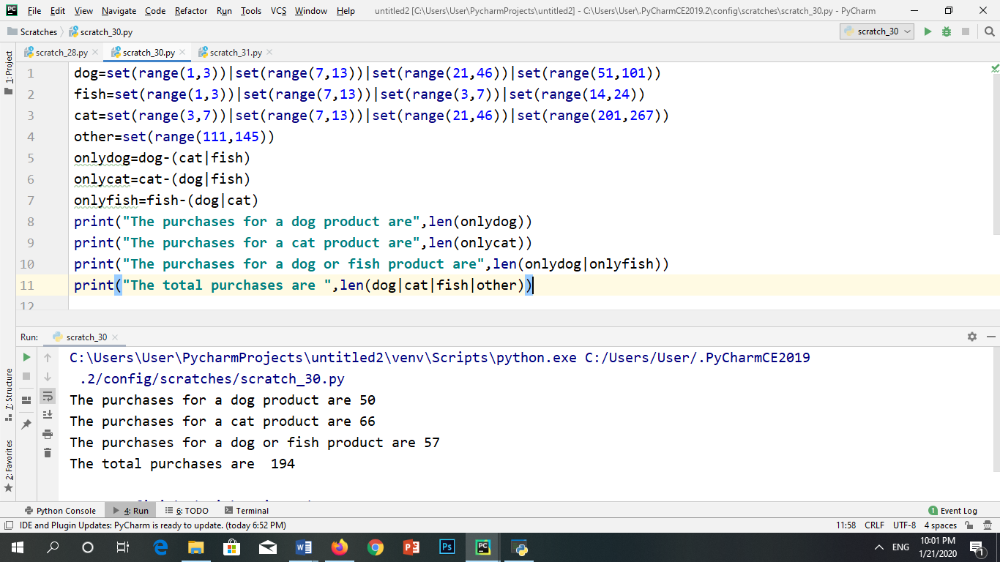 File Edit View Navigate Code Refactor Run Tools VCS Window Help untitled2 [C:\Users\User\PycharmProjects\untitled2] - C:\Users\User\.PyCharmCE2019.2\config\scratches\scratch_30.py - PyCharm
Scratches scratch_30.py scratch_30
scratch_28.py scratch_30.py scratch_31.py
1: Project
1 dog=set(range(1,3))|set(range(7,13))|set(range(21,46))|set(range(51,101))
2 fish=set(range(1,3))|set(range(7,13))|set(range(3,7))|set(range(14,24))
3 cat=set(range(3,7))|set(range(7,13))|set(range(21,46))|set(range(201,267))
4 other=set(range(111,145))
5 onlydog=dog-(cat|fish)
6 onlycat=cat-(dog|fish)
7 onlyfish=fish-(dog|cat)
8 print("The purchases for a dog product are",len(onlydog))
9 print("The purchases for a cat product are",len(onlycat))
10 print("The purchases for a dog or fish product are",len(onlydog|onlyfish))
11 print("The total purchases are ",len(dog|cat|fish|other))
12
Run: scratch_30
7: Structure
2: Favorites
C:\Users\User\PycharmProjects\untitled2\venv\Scripts\python.exe C:/Users/User/.PyCharmCE2019
.2/config/scratches/scratch_30.py
The purchases for a dog product are 50
The purchases for a cat product are 66
The purchases for a dog or fish product are 57
The total purchases are  194
Python Console 4: Run 6: TODO Terminal 1 Event Log
IDE and Plugin Updates: PyCharm is ready to update. (today 6:52 PM) 11:58 CRLF UTF-8 4 spaces
ENG 10:01 PM
1/21/2020 1